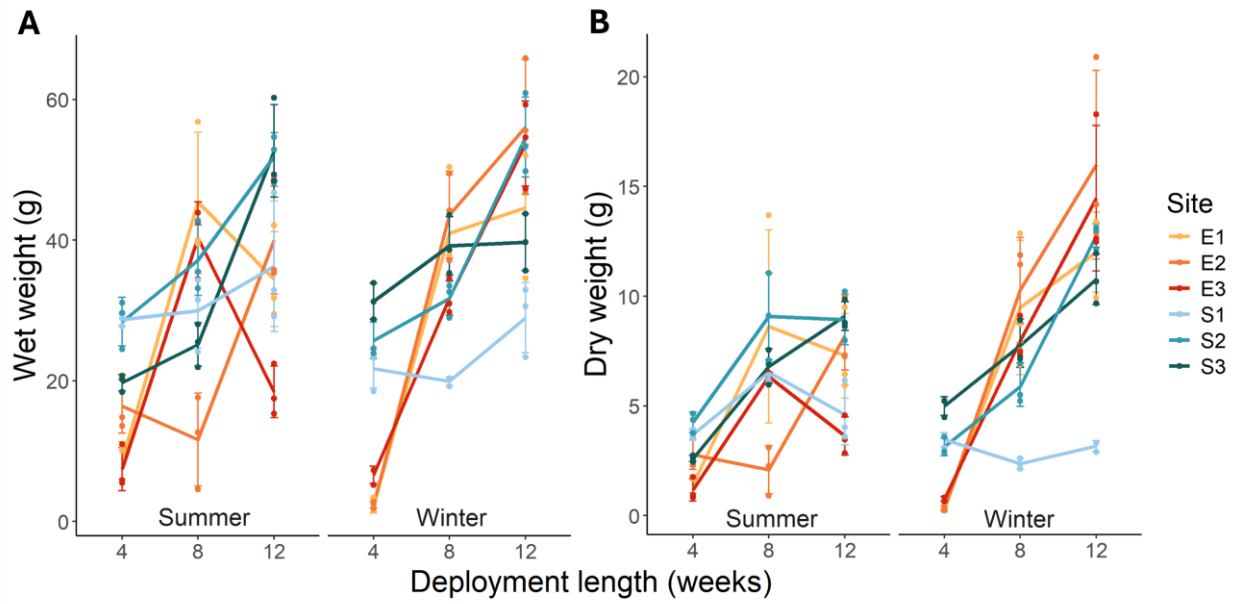 A
Wet weight (g)
60
40
20
0
Summer
Winter
4 8 12 4 8 12
B
Dry weight (g)
20
15
10
5
0
Summer
Winter
4 8 12 4 8 12
Deployment length (weeks)
Site
E1
E2
E3
S1
S2
S3